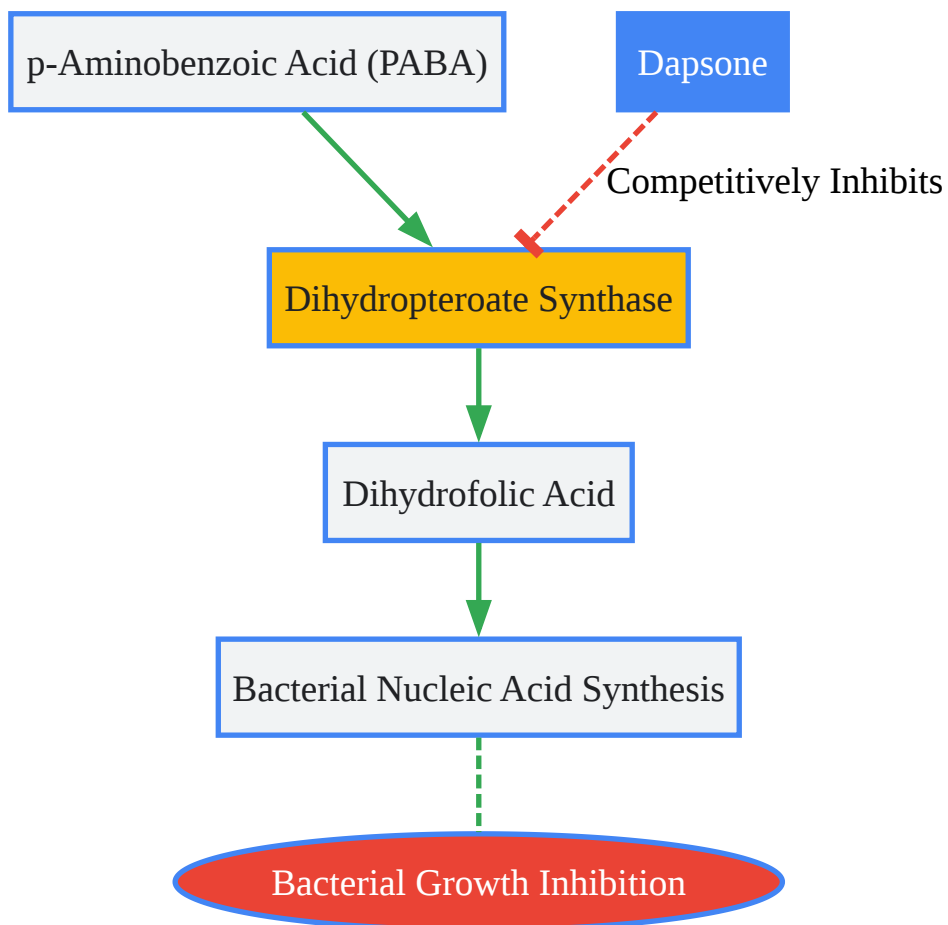 p-Aminobenzoic Acid (PABA)
Dapsone
Competitively Inhibits
Dihydropteroate Synthase
Dihydrofolic Acid
Bacterial Nucleic Acid Synthesis
Bacterial Growth Inhibition